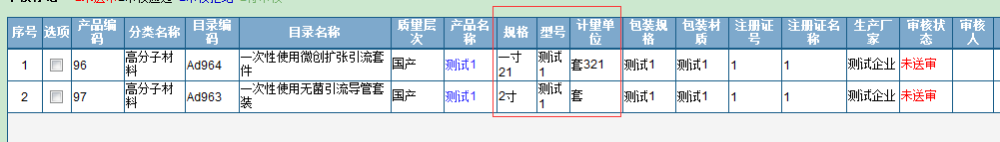 序号 选项 产品编码 分类名称 目录编码 目录名称 质量层次 产品名称 规格 型号 计量单位 包装规格 包装材质 注册证号 注册证名称 生产厂家 审核状态 审核人
1 96 高分子材料 Ad964 一次性使用微创扩张引流套件 国产 测试1 一寸21 测试1 套321 测试1 测试1 1 1 测试企业 未送审
2 97 高分子材料 Ad963 一次性使用无菌引流导管套装 国产 测试1 2寸 测试1 套 测试1 测试1 1 1 测试企业 未送审